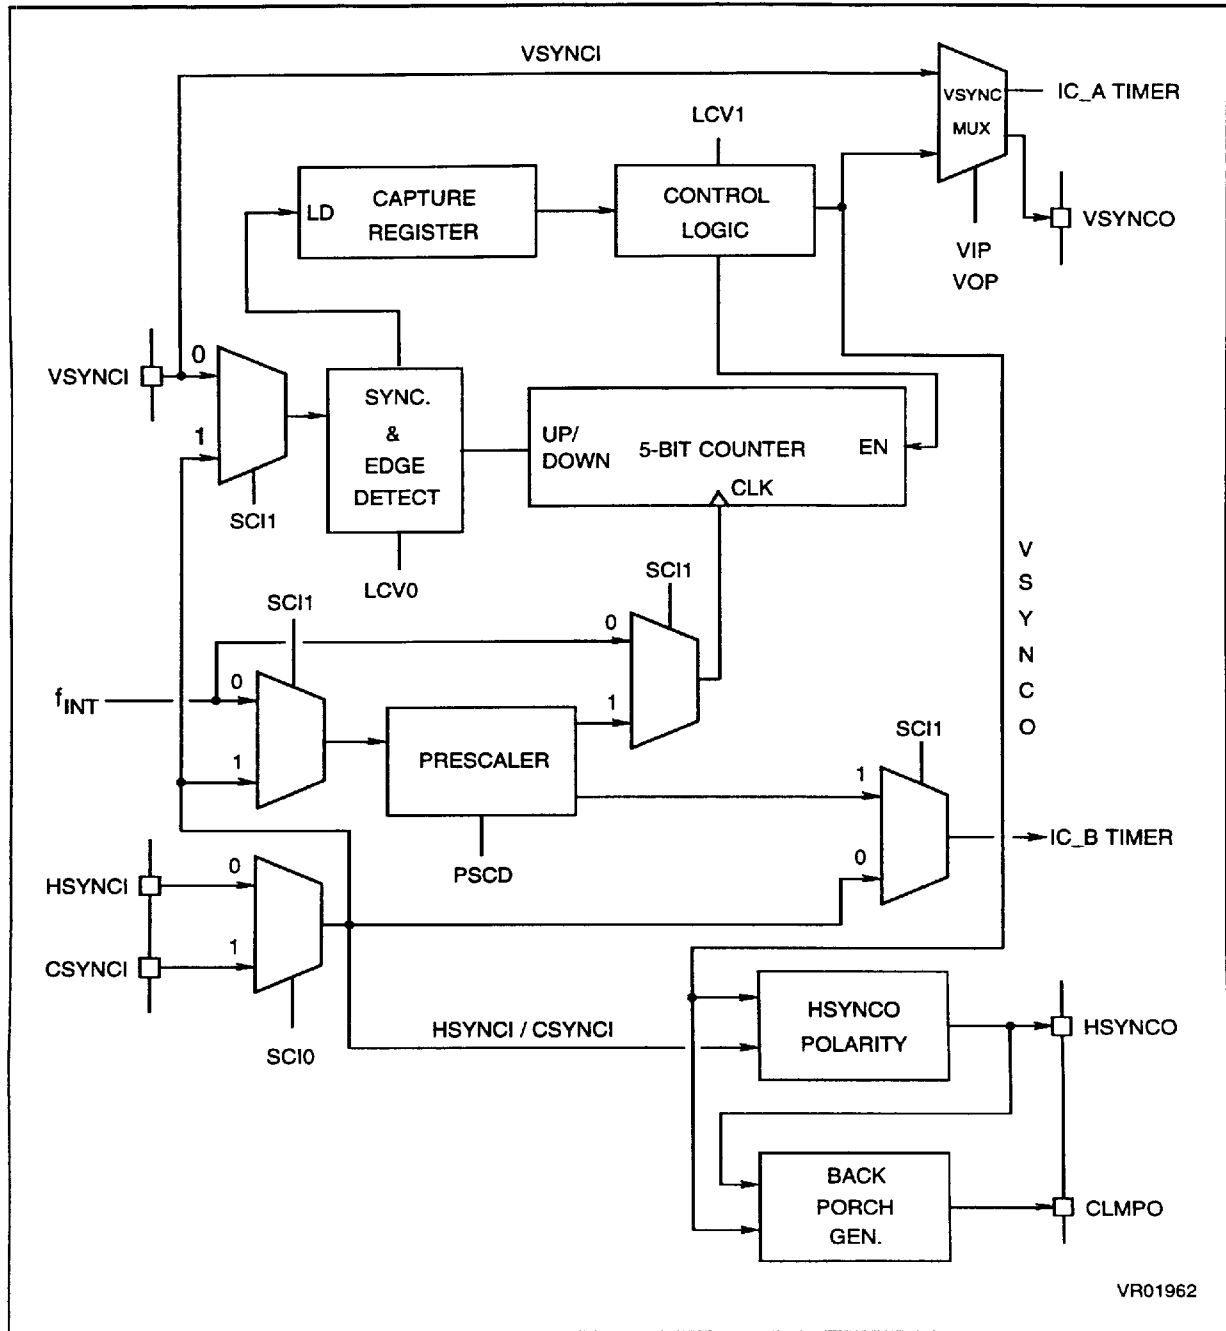 VSYNCI
VSYNC
MUX
IC_A TIMER
LCV1
LD
CAPTURE
REGISTER
CONTROL
LOGIC
VSYNCO
VIP
VOP
VSYNCI
0
1
SCI1
SYNC.
&
EDGE
DETECT
LCV0
UP/
DOWN
5-BIT COUNTER
EN
CLK
V
S
Y
N
C
O
SCI1
SCI1
0
fINT
0
1
1
PRESCALER
PSCD
SCI1
1
0
IC_B TIMER
HSYNCI
0
CSYNCI
1
SCI0
HSYNCI / CSYNCI
HSYNCO
POLARITY
HSYNCO
BACK
PORCH
GEN.
CLMPO
VR01962